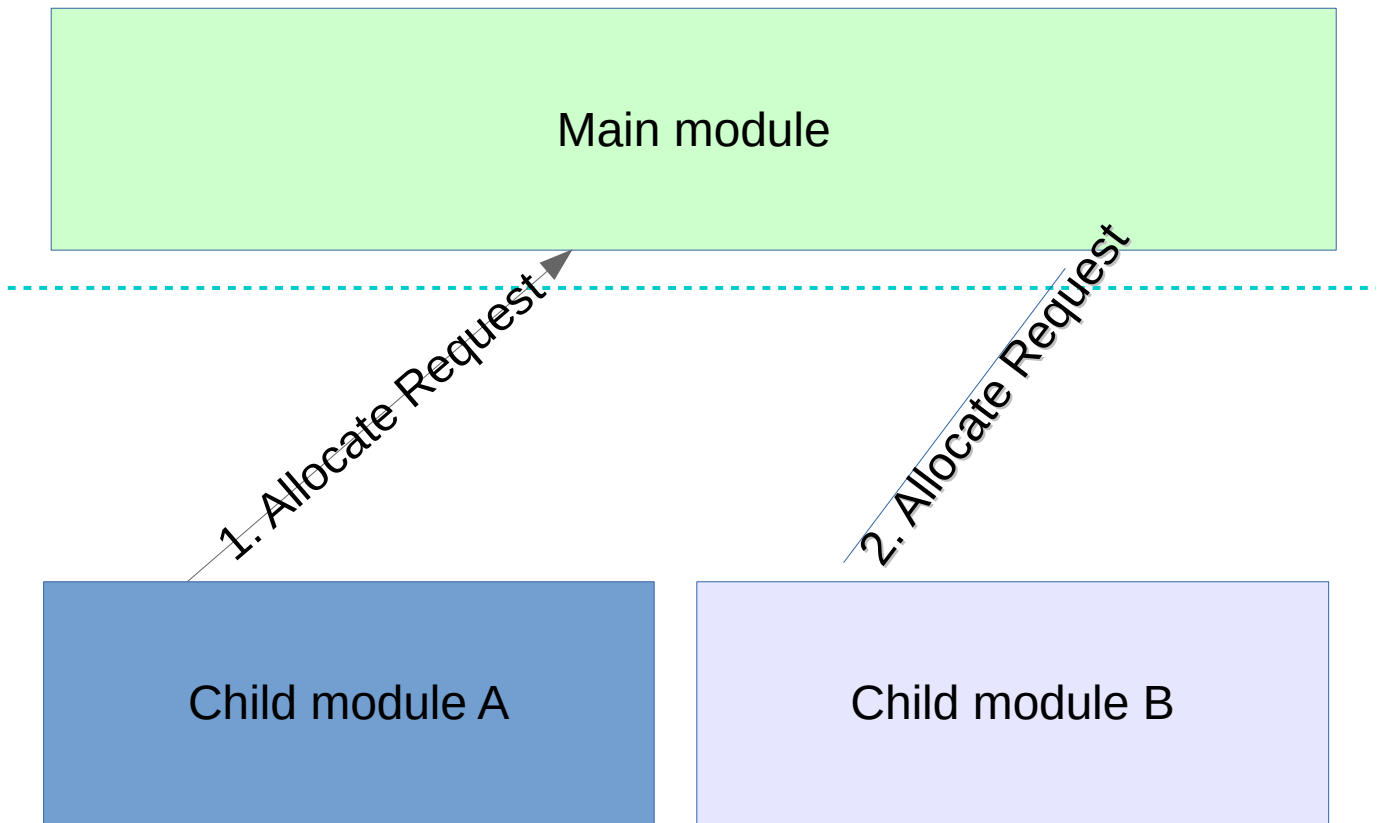 Main module
1. Allocate Request
2. Allocate Request
Child module A
Child module B